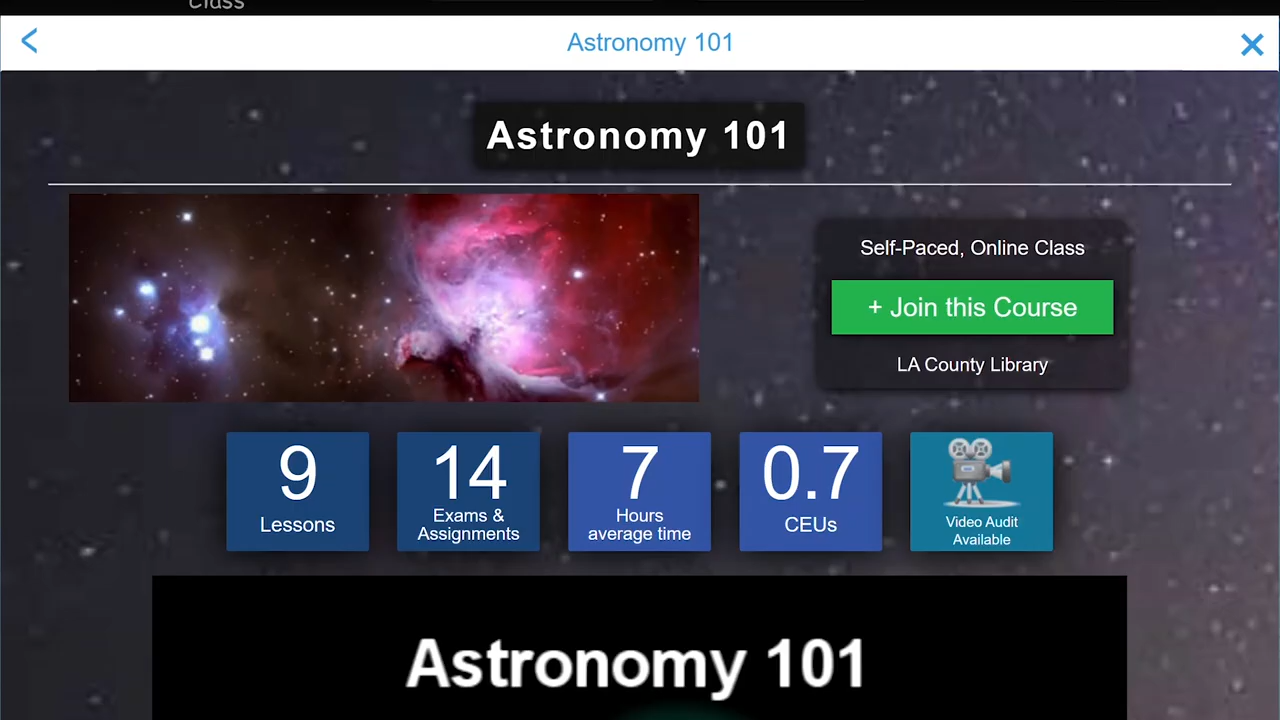 Class
Astronomy 101
Astronomy 101
Self-Paced, Online Class
+ Join this Course
LA County Library
9
Lessons
14
Exams &
Assignments
7
Hours
average time
0.7
CEUs
Video Audit
Available
Astronomy 101